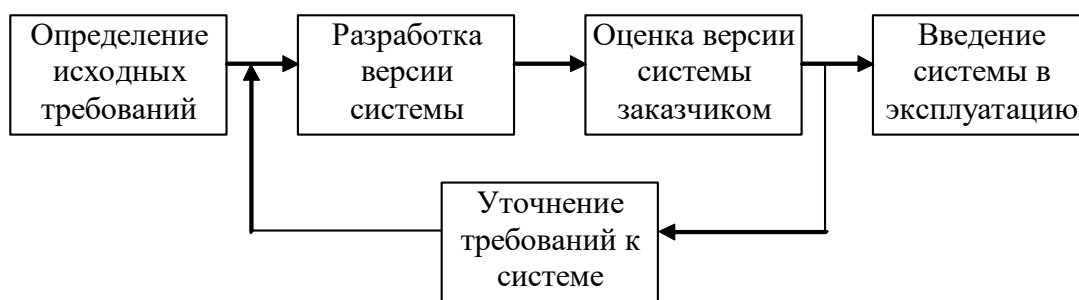 Определение
исходных
требований
Разработка
версии
системы
Оценка версии
системы
заказчиком
Введение
системы в
эксплуатацию
Уточнение
требований к
системе